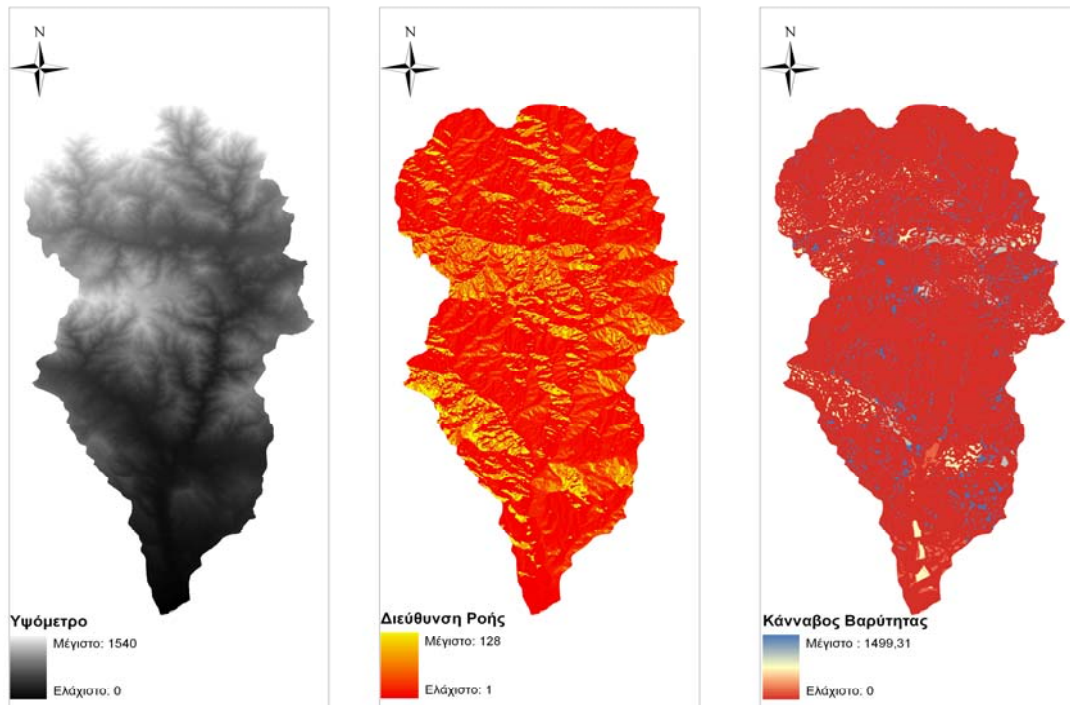 N
N
N
Υψόμετρο
Μέγιστο: 1540
Ελάχιστο: 0
Διεύθυνση Ροής
Μέγιστο: 128
Ελάχιστο: 1
Κάνναβος Βαρύτητας
Μέγιστο : 1499,31
Ελάχιστο: 0